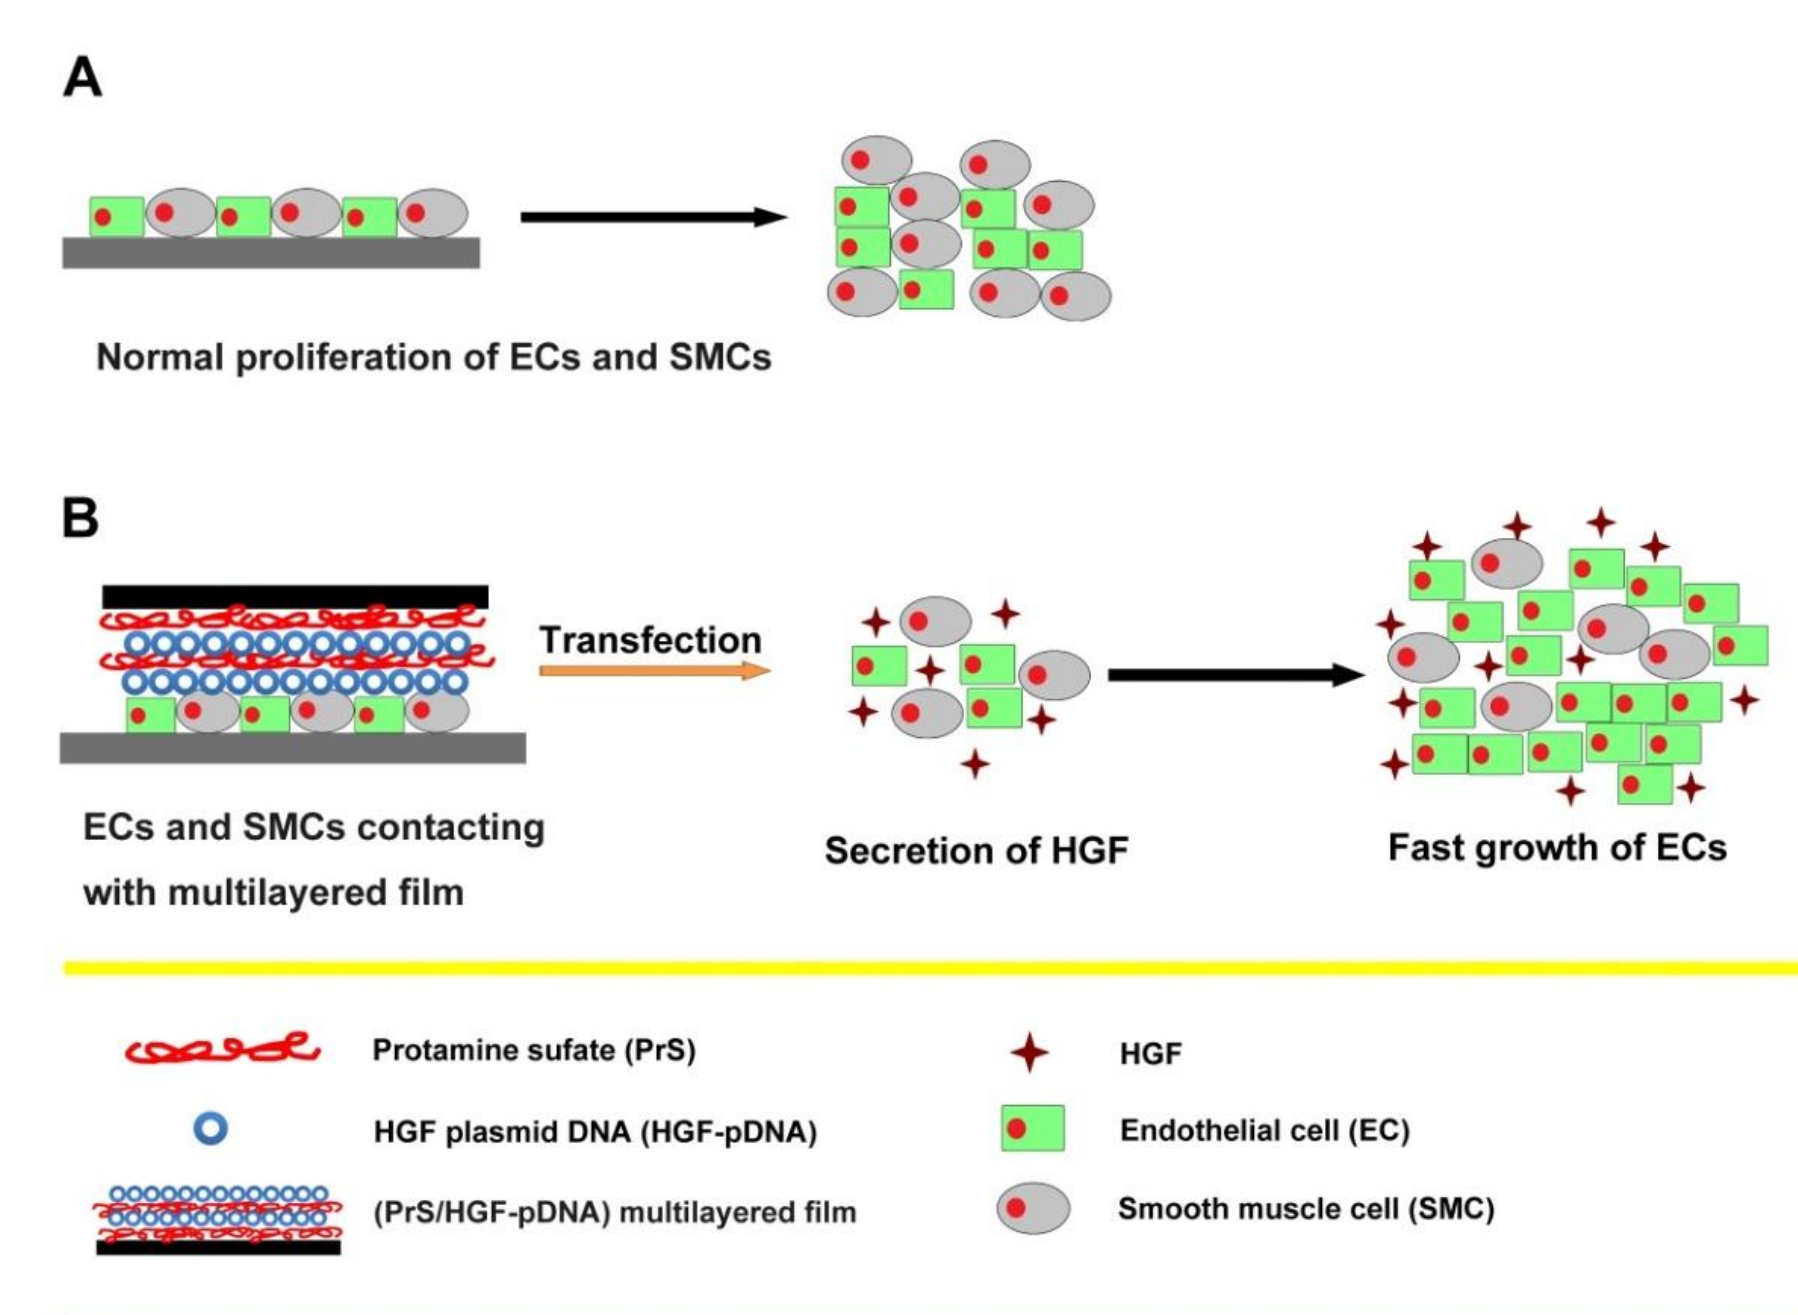 A
Normal proliferation of ECs and SMCs
B
Transfection
ECs and SMCs contacting
with multilayered film
Secretion of HGF
Fast growth of ECs
Protamine sufate (PrS)
HGF
HGF plasmid DNA (HGF-pDNA)
Endothelial cell (EC)
(PrS/HGF-pDNA) multilayered film
Smooth muscle cell (SMC)